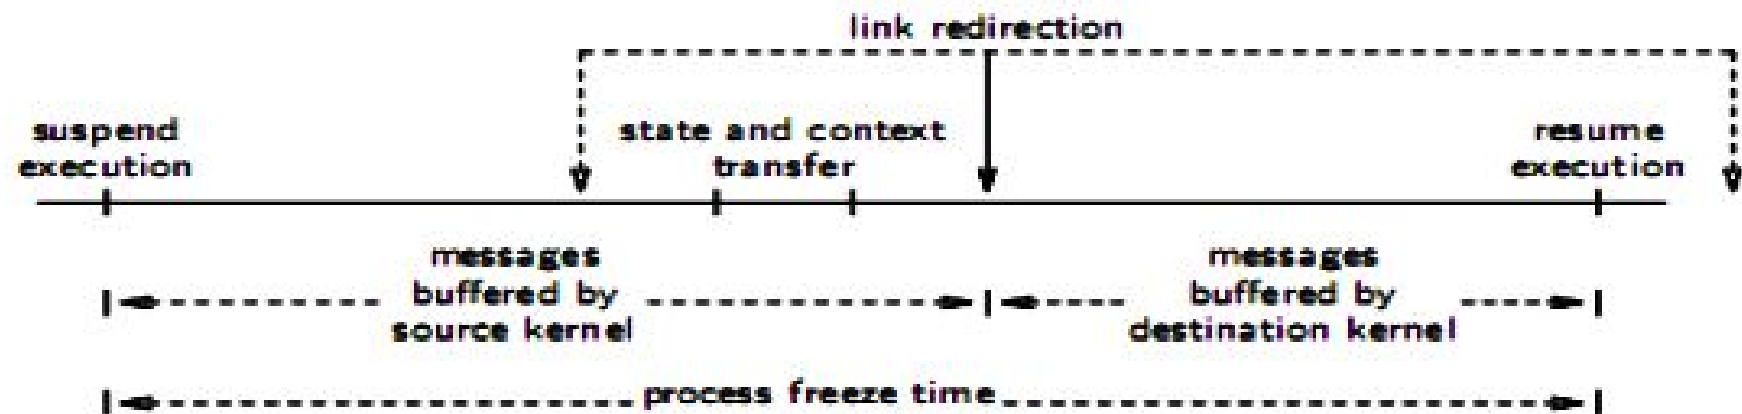 link redirection
suspend
execution
state and context
transfer
resume
execution
messages
buffered by
source kernel
messages
buffered by
destination kernel
process freeze time